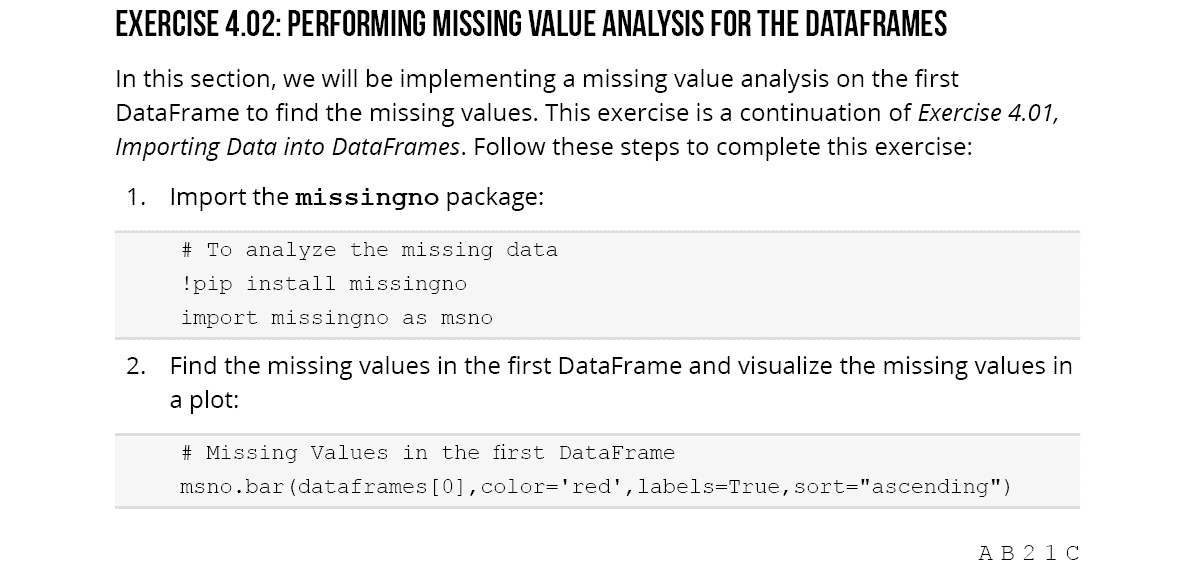 EXERCISE 4.02: PERFORMING MISSING VALUE ANALYSIS FOR THE DATAFRAMES
In this section, we will be implementing a missing value analysis on the first
DataFrame to find the missing values. This exercise is a continuation of Exercise 4.01,
Importing Data into DataFrames. Follow these steps to complete this exercise:
1. Import the missingno package:
# To analyze the missing data
!pip install missingno
import missingno as msno
2. Find the missing values in the first DataFrame and visualize the missing values in
a plot:
# Missing Values in the first DataFrame
msno.bar(dataframes[0],color='red',labels=True,sort="ascending")
A B 2 1 C